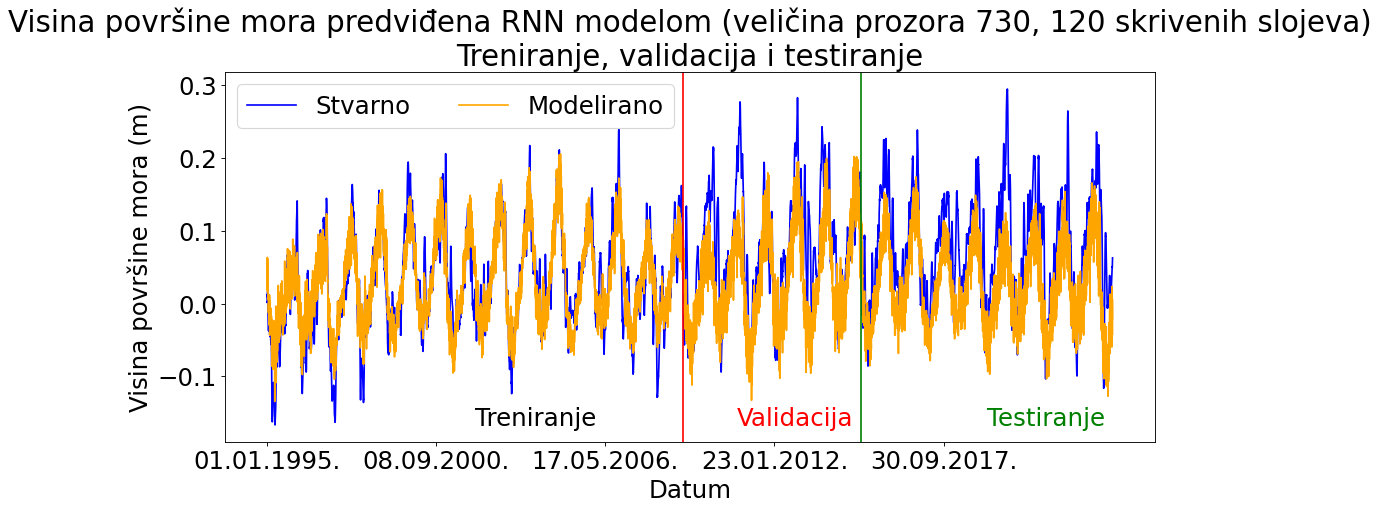 Visina površine mora predviđena RNN modelom (veličina prozora 730, 120 skrivenih slojeva)
Treniranje, validacija i testiranje
Stvarno
Modelirano
Visina površine mora (m)
0.3
0.2
0.1
0.0
−0.1
Treniranje
Validacija
Testiranje
01.01.1995.
08.09.2000.
17.05.2006.
23.01.2012.
30.09.2017.
Datum